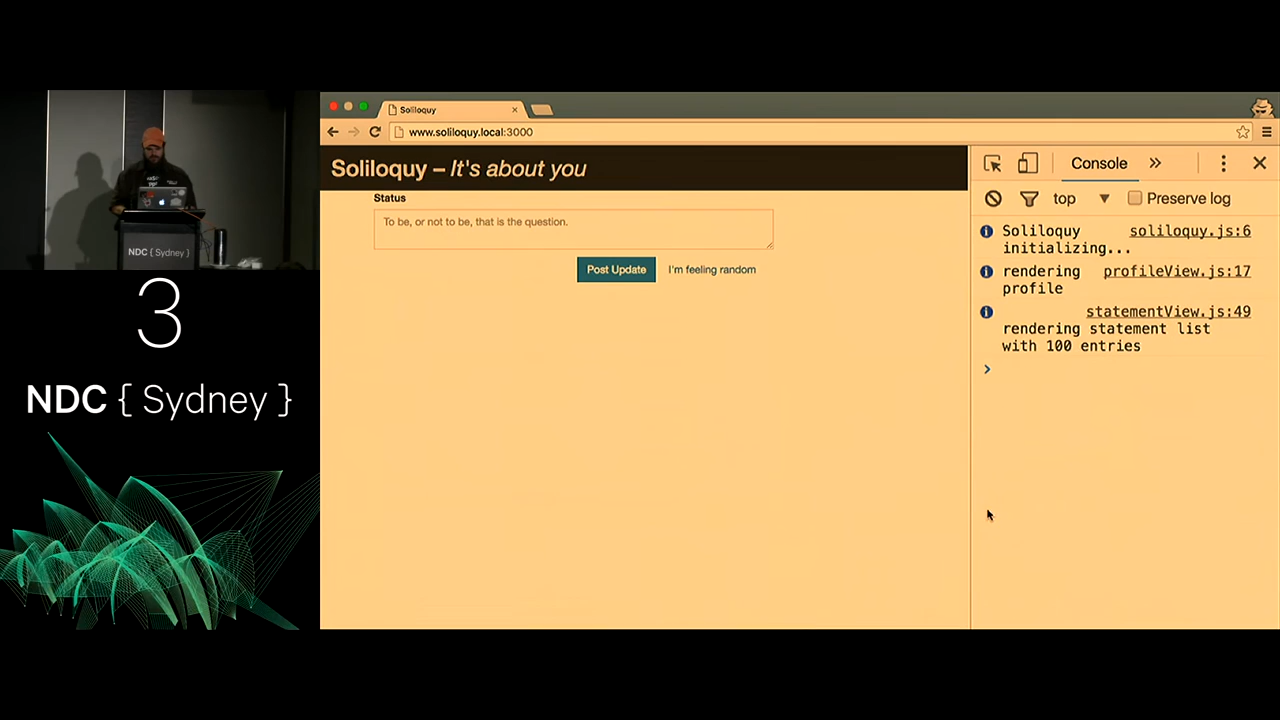 NDC { Sydney }
3
NDC { Sydney }
Soliloquy
www.soliloquy.local:3000
Soliloquy – It's about you
Status
To be, or not to be, that is the question.
Post Update
I'm feeling random
Console
top
Preserve log
Soliloquy soliloquy.js:6
initializing...
rendering profileView.js:17
profile
statementView.js:49
rendering statement list
with 100 entries